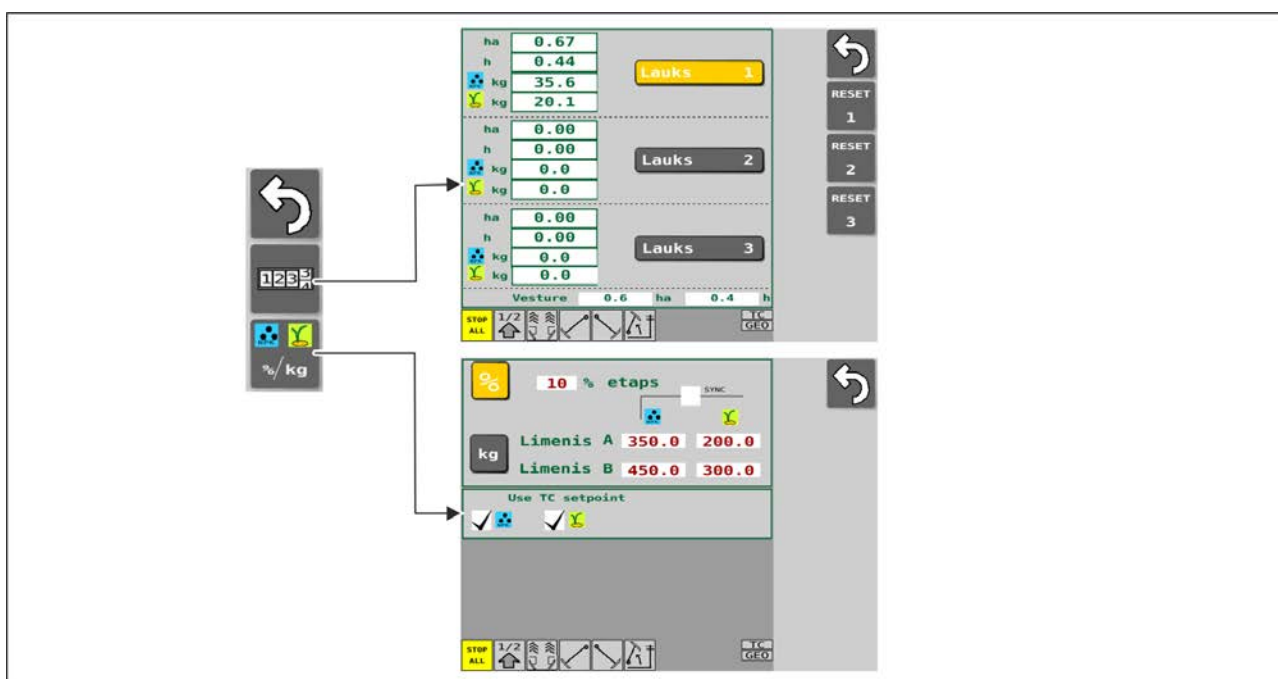 ha 0.67
h 0.44
kg 35.6
kg 20.1
Lauks 1
ha 0.00
h 0.00
kg 0.0
kg 0.0
Lauks 2
ha 0.00
h 0.00
kg 0.0
kg 0.0
Lauks 3
Vesture 0.6 ha 0.4 h
STOP
ALL
1/2
TC
GEO
RESET
1
RESET
2
RESET
3
1233
4
%/kg
%
10 % etaps
SYNC
kg
Limenis A 350.0 200.0
Limenis B 450.0 300.0
Use TC setpoint
STOP
ALL
1/2
TC
GEO